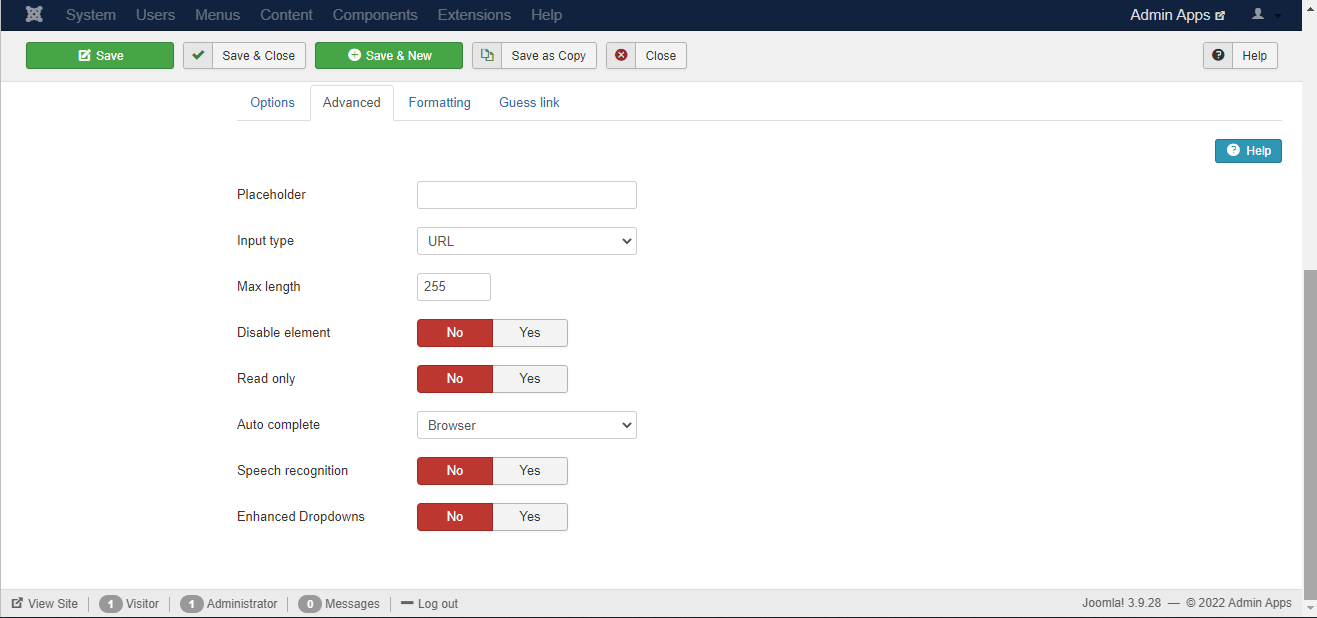 System Users Menus Content Components Extensions Help Admin Apps
Save Save & Close Save & New Save as Copy Close Help
Options Advanced Formatting Guess link
Help
Placeholder
Input type URL
Max length 255
Disable element No Yes
Read only No Yes
Auto complete Browser
Speech recognition No Yes
Enhanced Dropdowns No Yes
View Site 1 Visitor 1 Administrator 0 Messages Log out Joomla! 3.9.28 — © 2022 Admin Apps